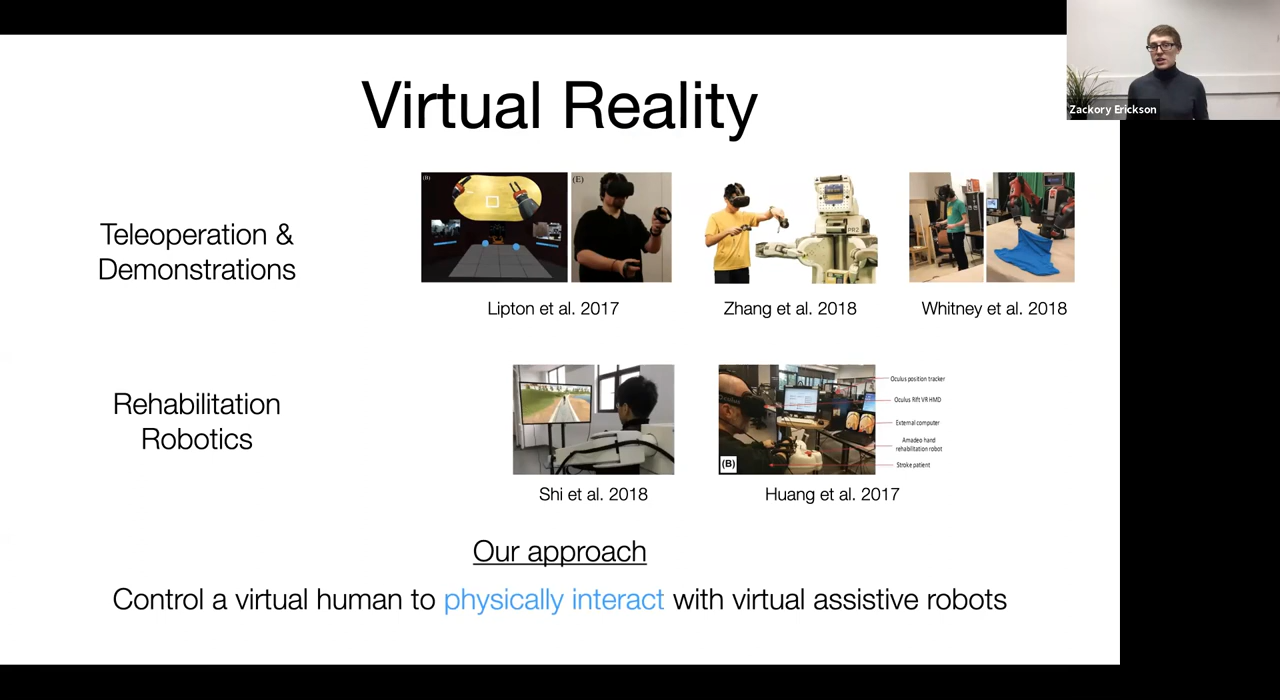 Virtual Reality
Zackory Erickson
Teleoperation &
Demonstrations
(E)
PR2
Lipton et al. 2017
Zhang et al. 2018
Whitney et al. 2018
Rehabilitation
Robotics
Oculus position tracker
Oculus Rift VR HMD
External computer
Amadeo hand
rehabilitation robot
Stroke patient
(B)
Shi et al. 2018
Huang et al. 2017
Our approach
Control a virtual human to physically interact with virtual assistive robots